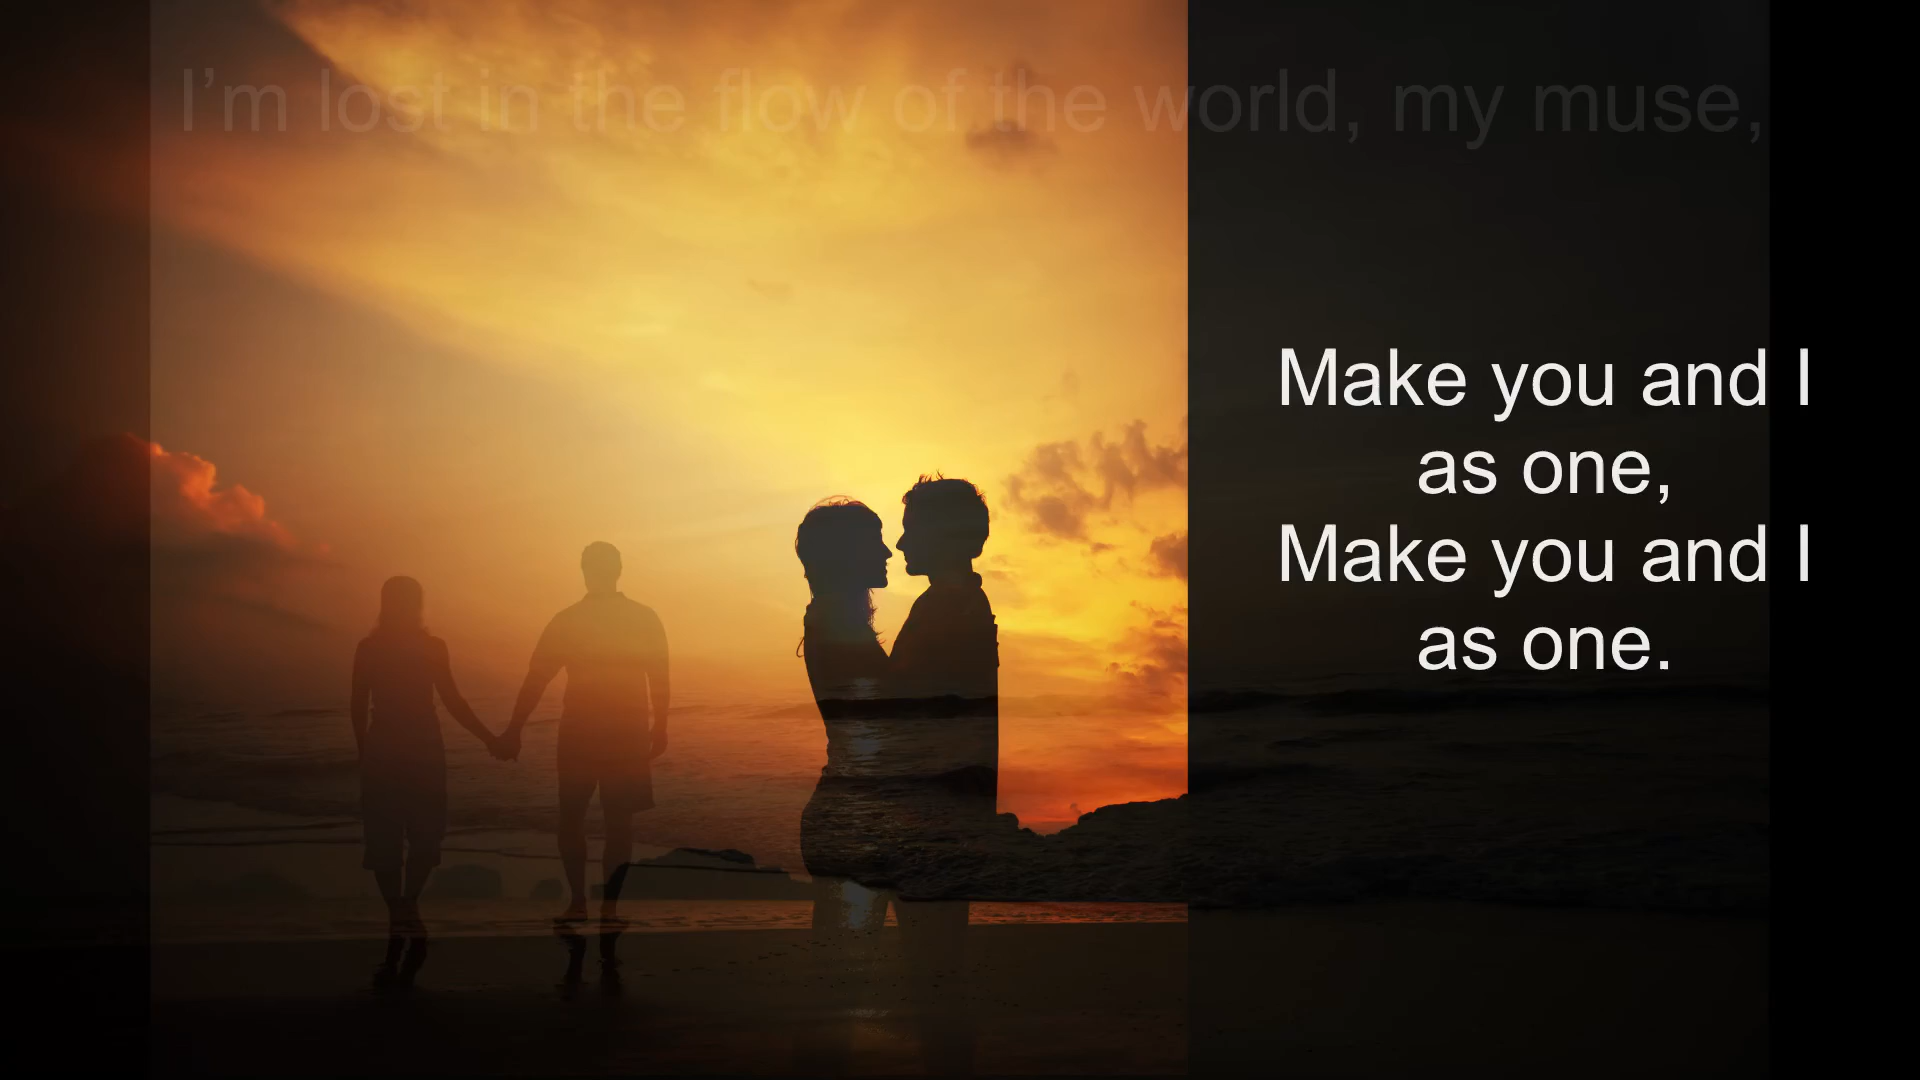 I’m lost in the flow of the world, my muse,
Make you and I
as one,
Make you and I
as one.